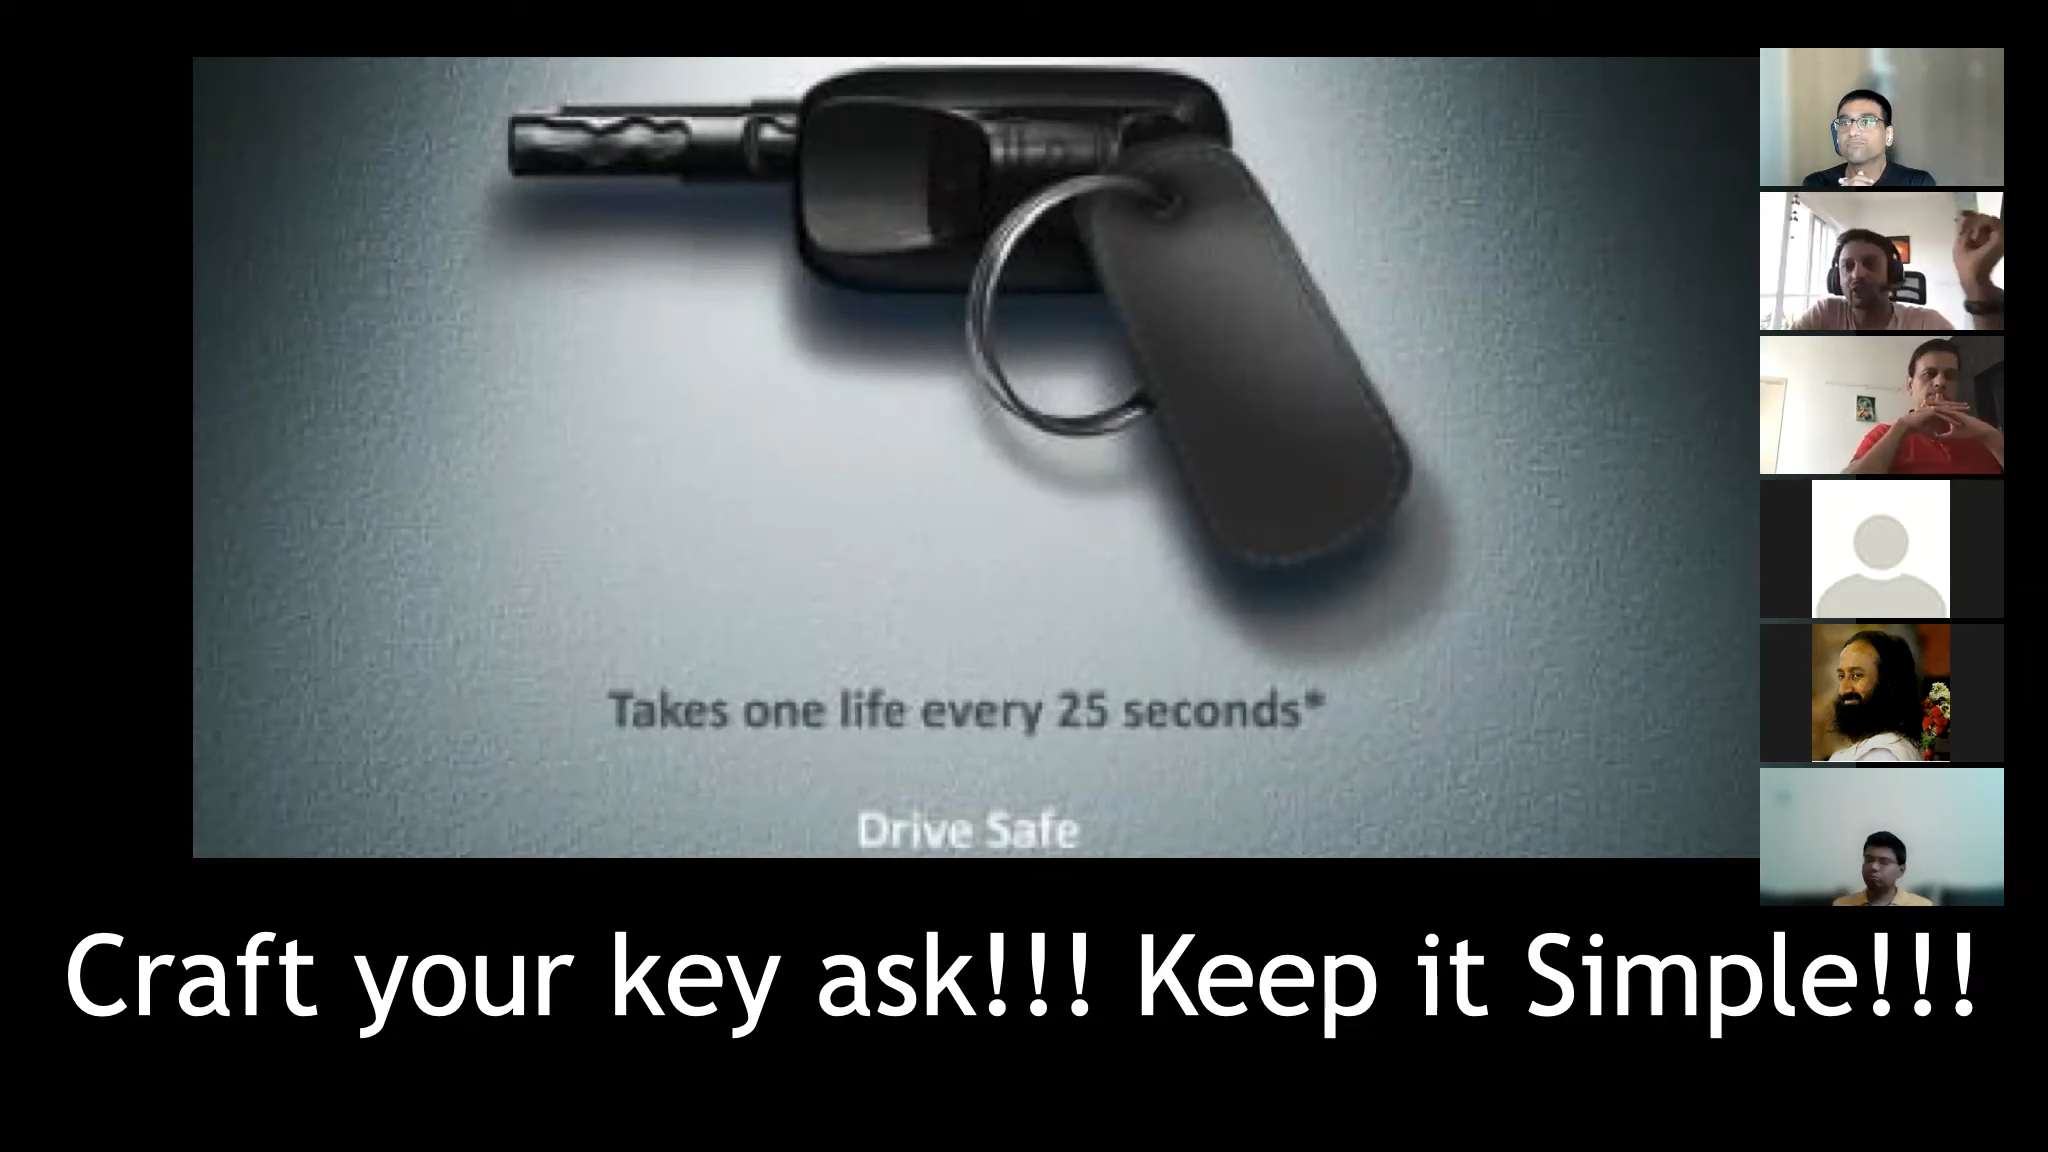 Takes one life every 25 seconds*
Drive Safe
Craft your key ask!!! Keep it Simple!!!